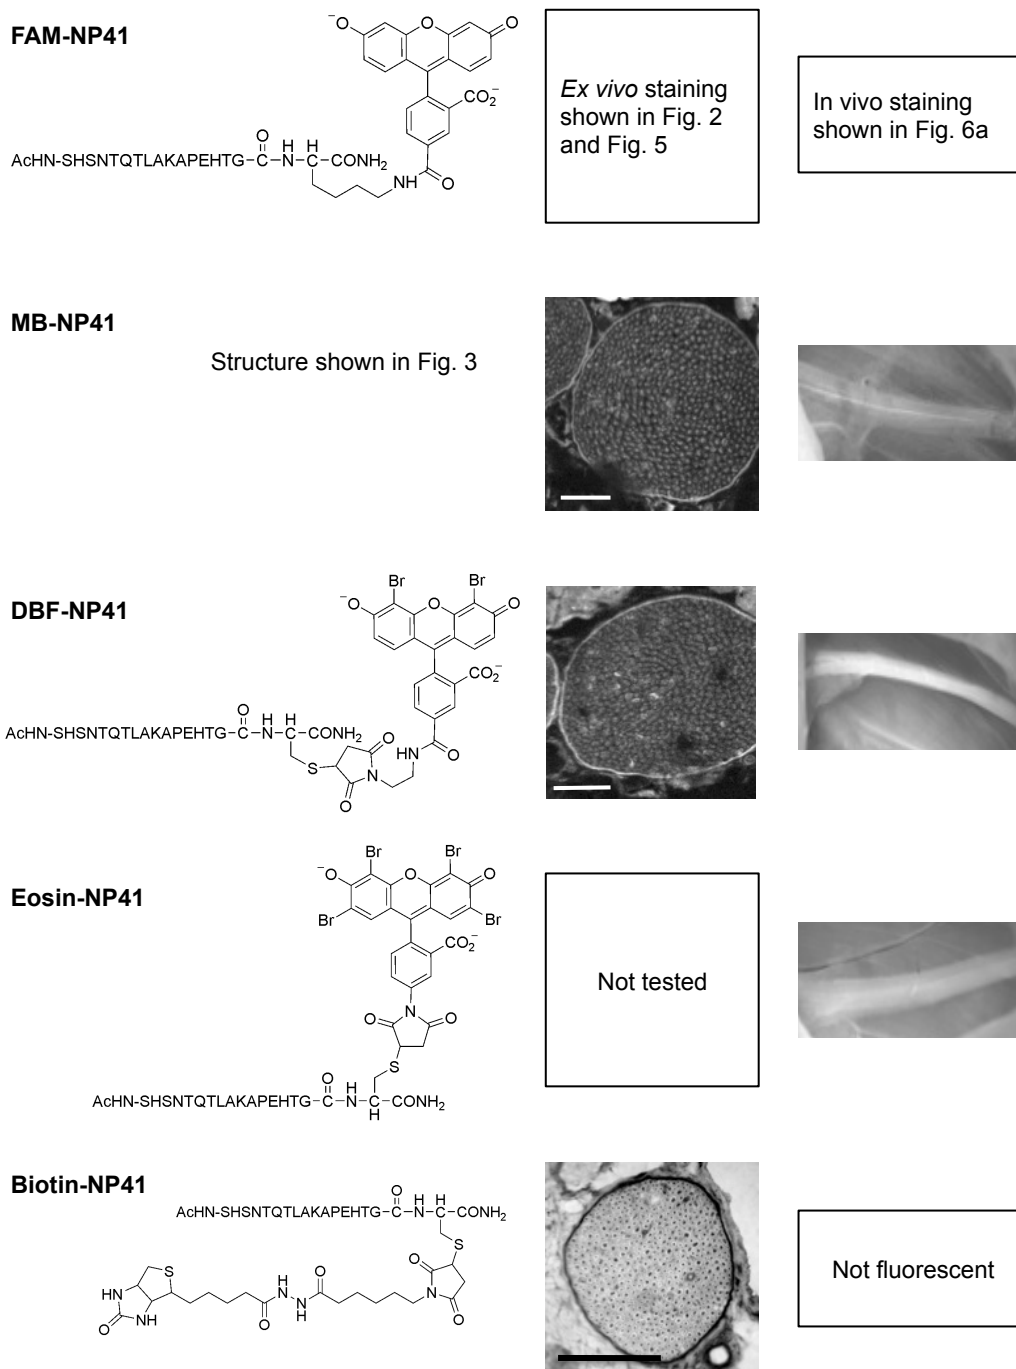 FAM-NP41
⁻O
O
O
CO₂⁻
AcHN-SHSNTQTLAKAPEHTG
O
C
N
H
H
CONH₂
NH
O
Ex vivo staining
shown in Fig. 2
and Fig. 5
In vivo staining
shown in Fig. 6a
MB-NP41
Structure shown in Fig. 3
DBF-NP41
Br
Br
⁻O
O
O
CO₂⁻
AcHN-SHSNTQTLAKAPEHTG
O
C
N
H
H
CONH₂
S
O
N
O
HN
O
Eosin-NP41
Br
Br
⁻O
O
O
Br
Br
CO₂⁻
N
O
O
S
O
AcHN-SHSNTQTLAKAPEHTG
C
N
H
H
CONH₂
Not tested
Biotin-NP41
O
H
H
AcHN-SHSNTQTLAKAPEHTG
C
N
CONH₂
S
O
N
O
S
HN
NH
O
O
H
N
N
H
O
Not fluorescent